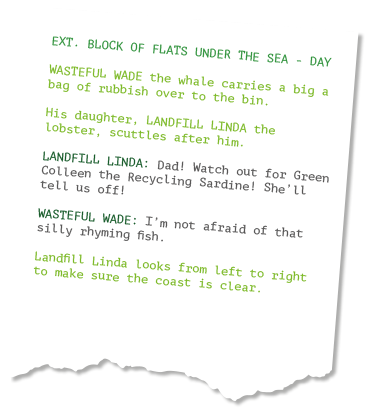 EXT. BLOCK OF FLATS UNDER THE SEA - DAY
WASTEFUL WADE the whale carries a big a
bag of rubbish over to the bin.
His daughter, LANDFILL LINDA the
lobster, scuttles after him.
LANDFILL LINDA: Dad! Watch out for Green
Colleen the Recycling Sardine! She'll
tell us off!
WASTEFUL WADE: I'm not afraid of that
silly rhyming fish.
Landfill Linda looks from left to right
to make sure the coast is clear.